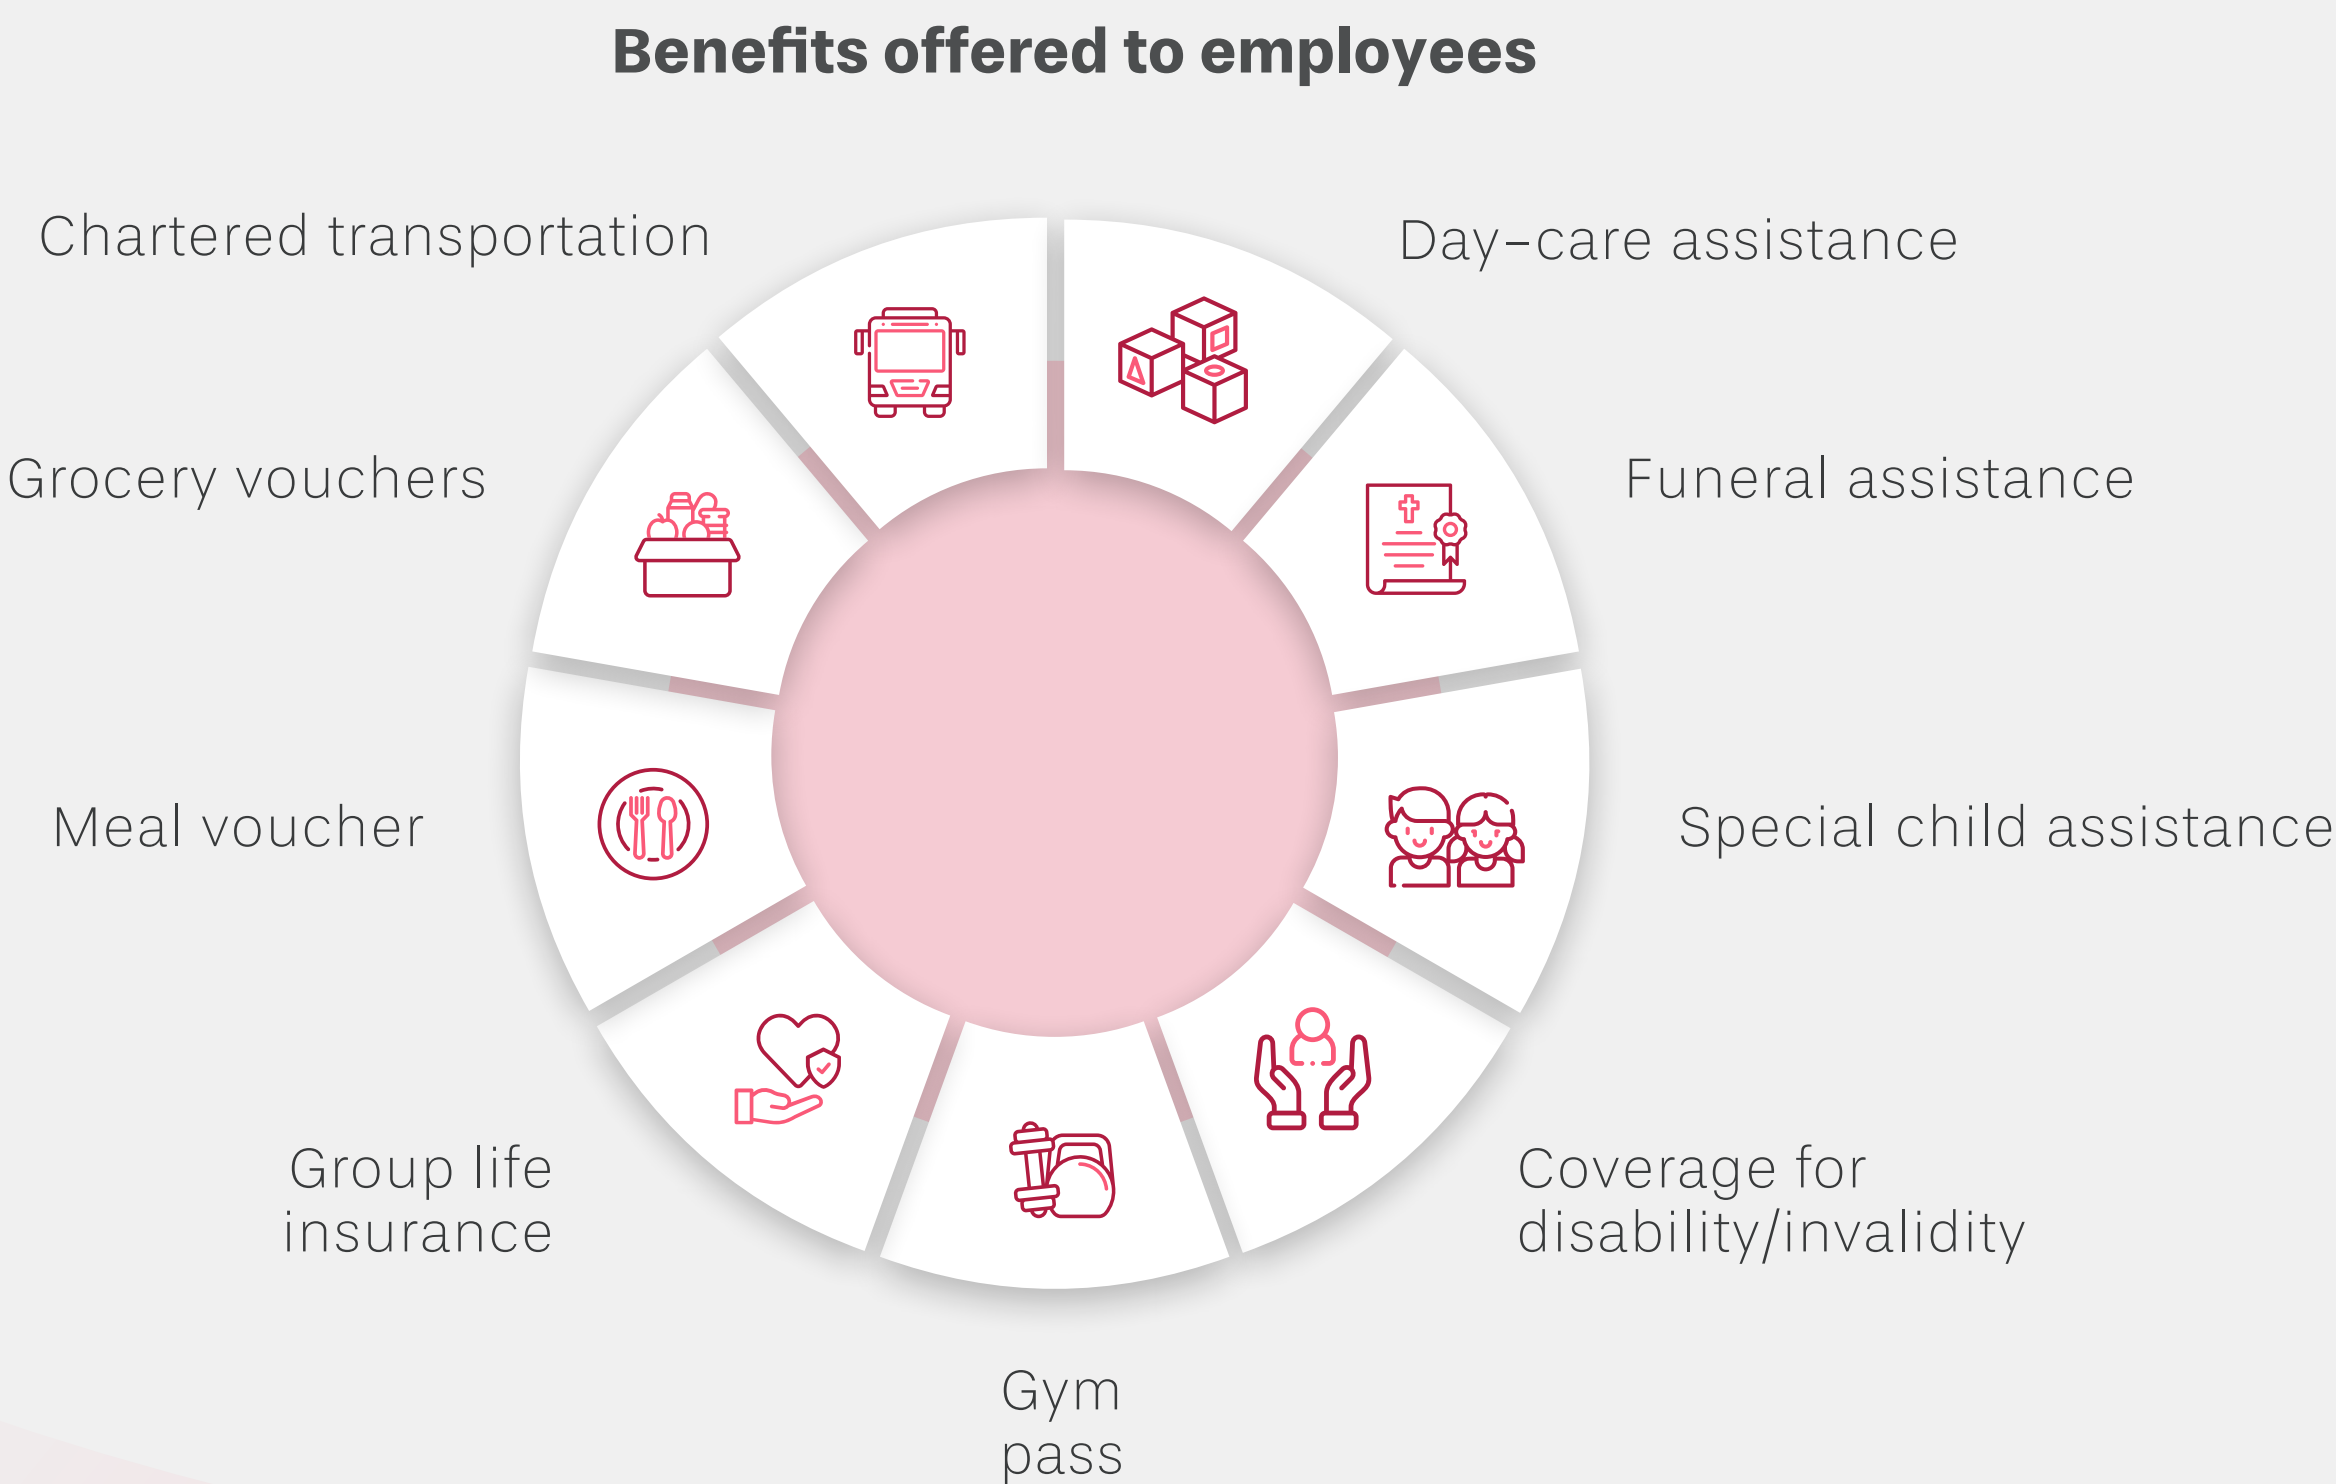 Benefits offered to employees
Chartered transportation
Day-care assistance
Grocery vouchers
Funeral assistance
Meal voucher
Special child assistance
Group life
insurance
Coverage for
disability/invalidity
Gym
pass